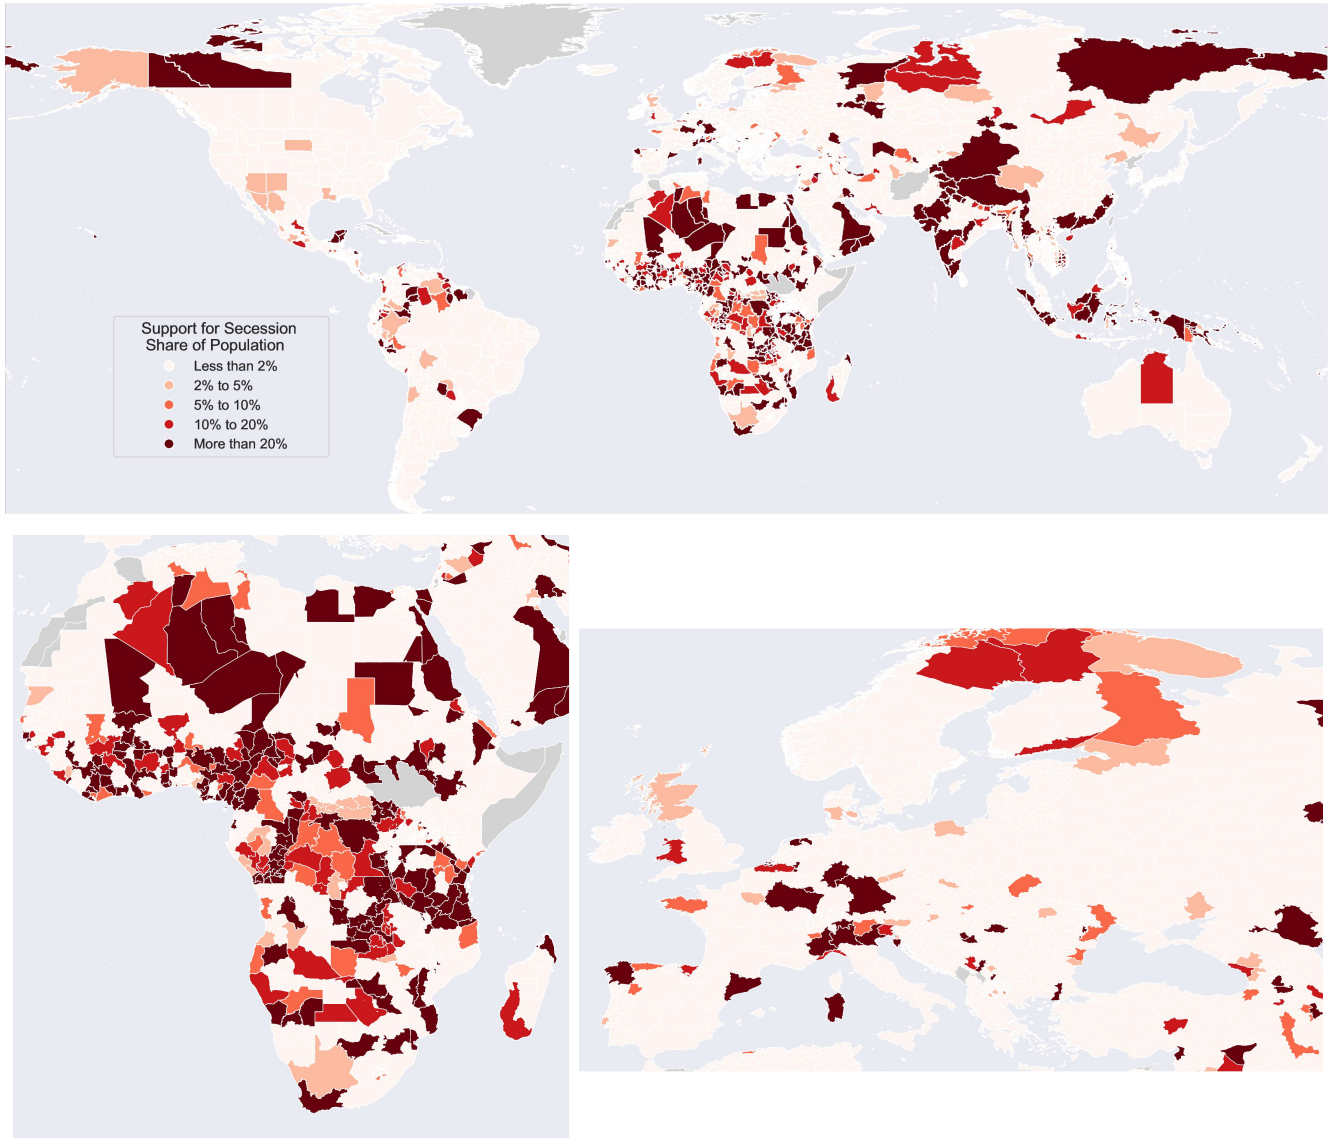 Support for Secession
Share of Population
Less than 2%
2% to 5%
5% to 10%
10% to 20%
More than 20%